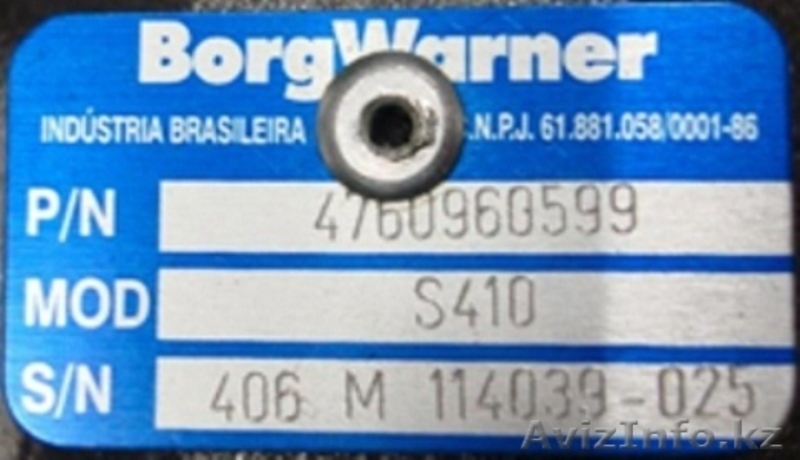 BorgWarner
INDÚSTRIA BRASILEIRA C.N.P.J. 61.881.058/0001-86
P/N 4760960599
MOD S410
S/N 406 M 114039-025
AvizInfo.kz